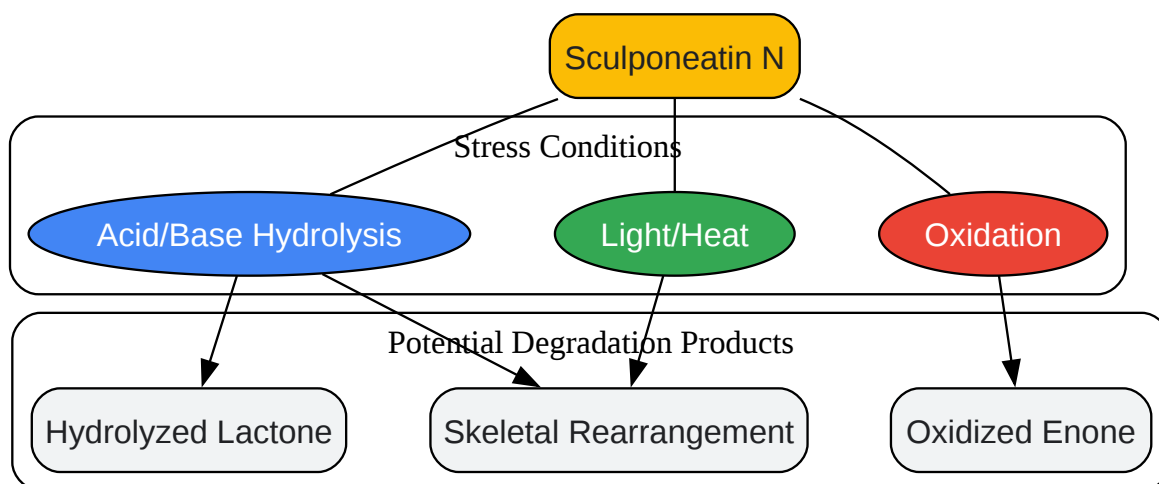 Sculponeatin N
Stress Conditions
Acid/Base Hydrolysis
Light/Heat
Oxidation
Potential Degradation Products
Hydrolyzed Lactone
Skeletal Rearrangement
Oxidized Enone